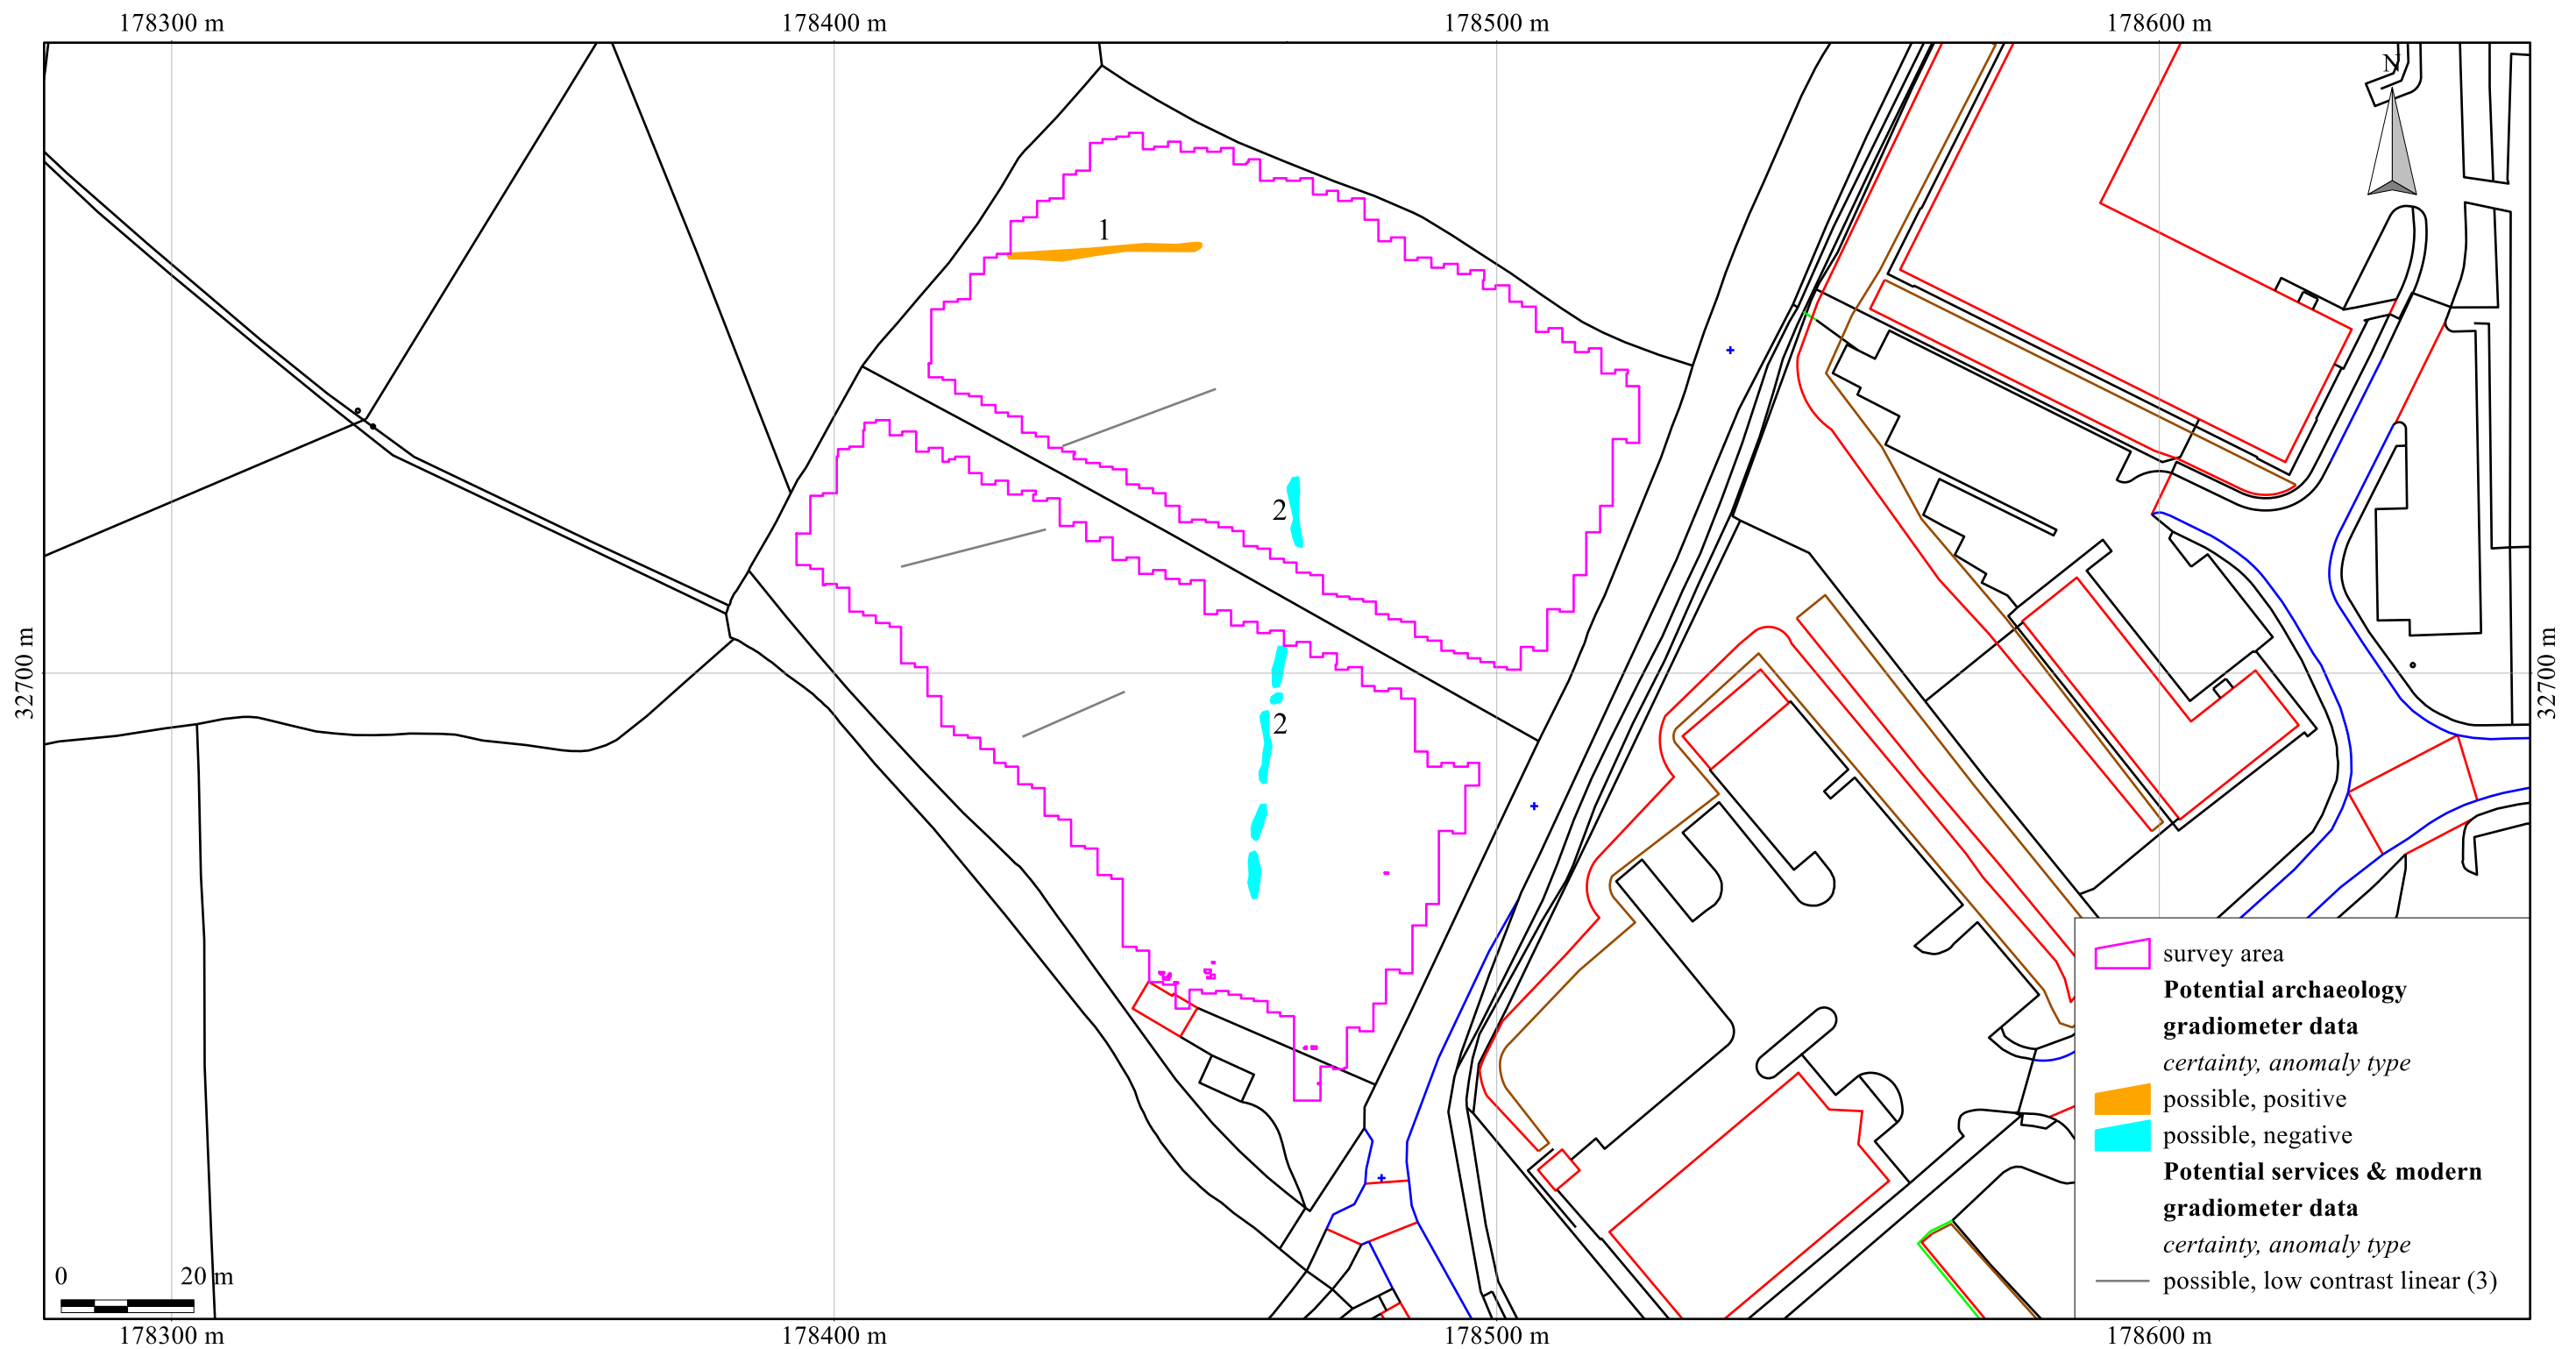 178300 m 178400 m 178500 m 178600 m
N
1
2
32700 m 32700 m
2
survey area
Potential archaeology
gradiometer data
certainty, anomaly type
possible, positive
possible, negative
Potential services & modern
gradiometer data
certainty, anomaly type
possible, low contrast linear (3)
0 20 m
178300 m 178400 m 178500 m 178600 m